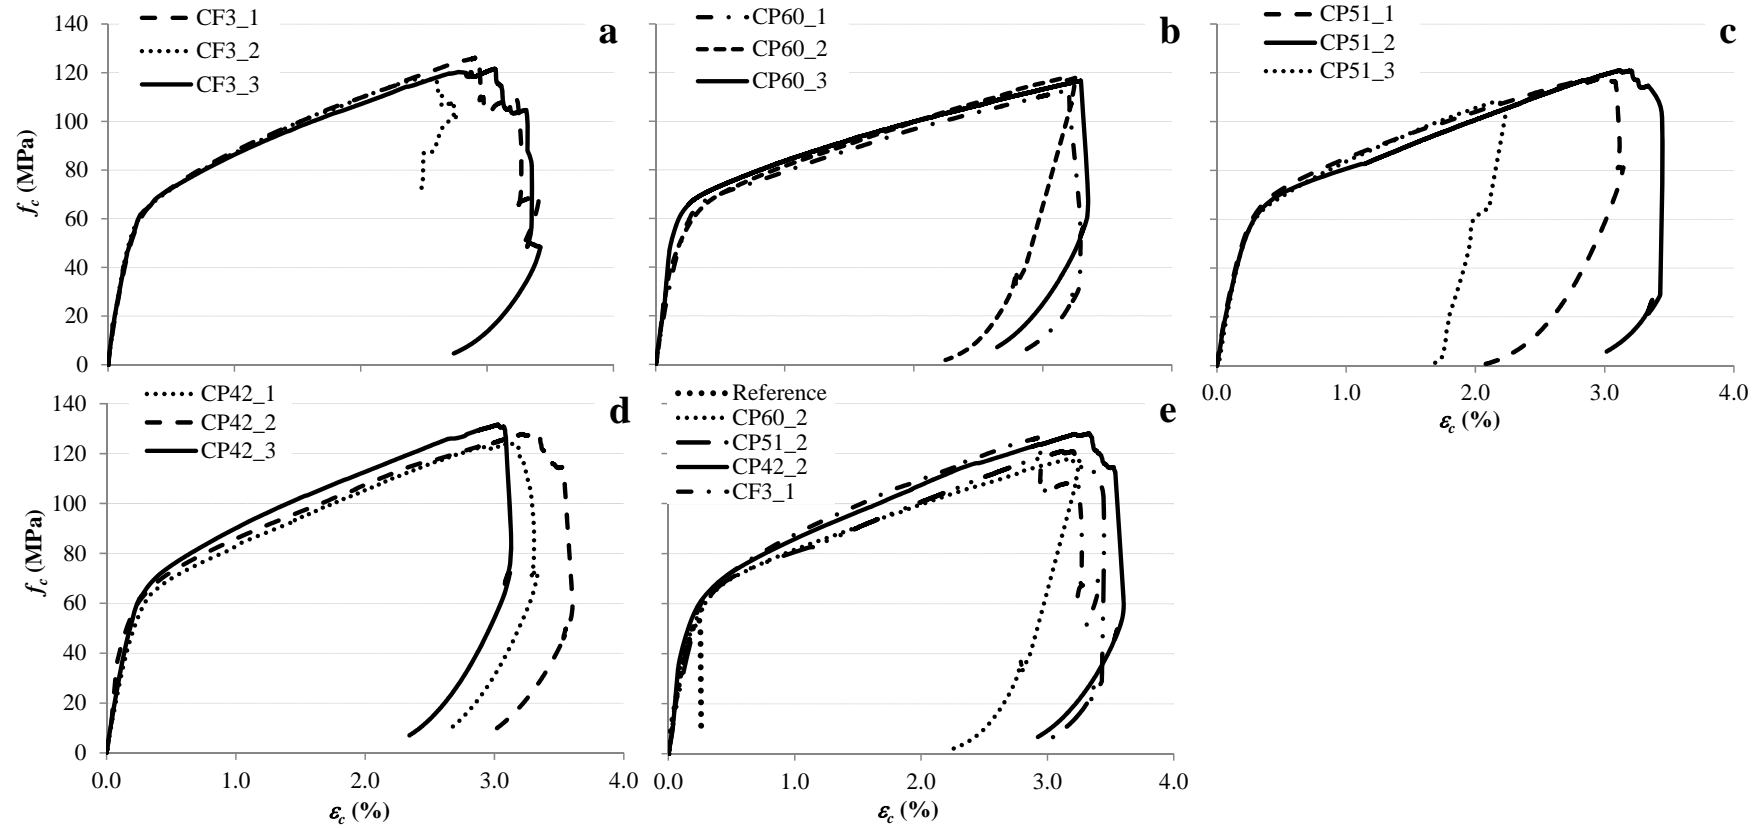 a
CF3_1
CF3_2
CF3_3
140
120
100
80
60
40
20
0
f_c (MPa)
b
CP60_1
CP60_2
CP60_3
c
CP51_1
CP51_2
CP51_3
0.0 1.0 2.0 3.0 4.0
ε_c (%)
d
CP42_1
CP42_2
CP42_3
140
120
100
80
60
40
20
0
f_c (MPa)
0.0 1.0 2.0 3.0 4.0
ε_c (%)
e
Reference
CP60_2
CP51_2
CP42_2
CF3_1
0.0 1.0 2.0 3.0 4.0
ε_c (%)